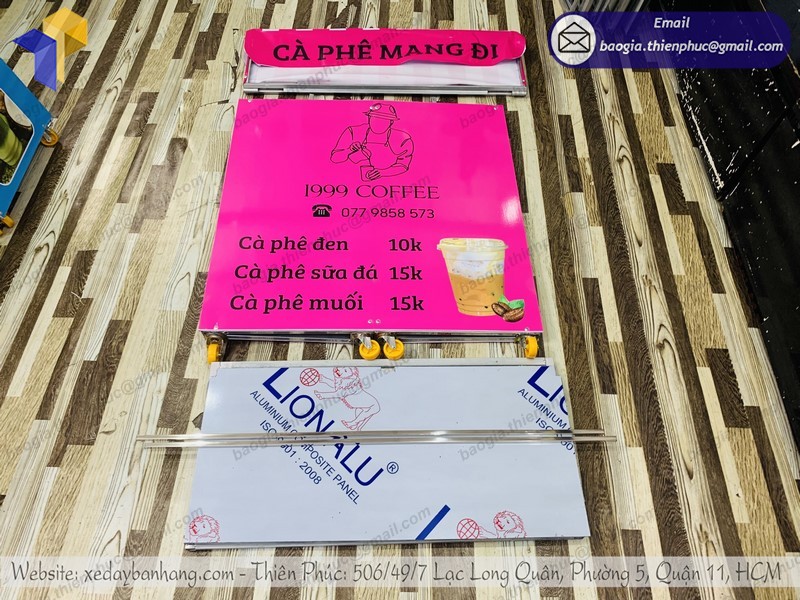 Email
baogia.thienphuc@gmail.com
CÀ PHÊ MANG ĐI
1999 COFFEE
☎ 077 9858 573
Cà phê đen 10k
Cà phê sữa đá 15k
Cà phê muối 15k
LIONALU®
ALUMINIUM COMPOSITE PANEL
ISO 9001 : 2008
LIO
ALUMINIUM
Website: xedaybanhang.com - Thiên Phúc: 506/49/7 Lạc Long Quân, Phường 5, Quận 11, HCM